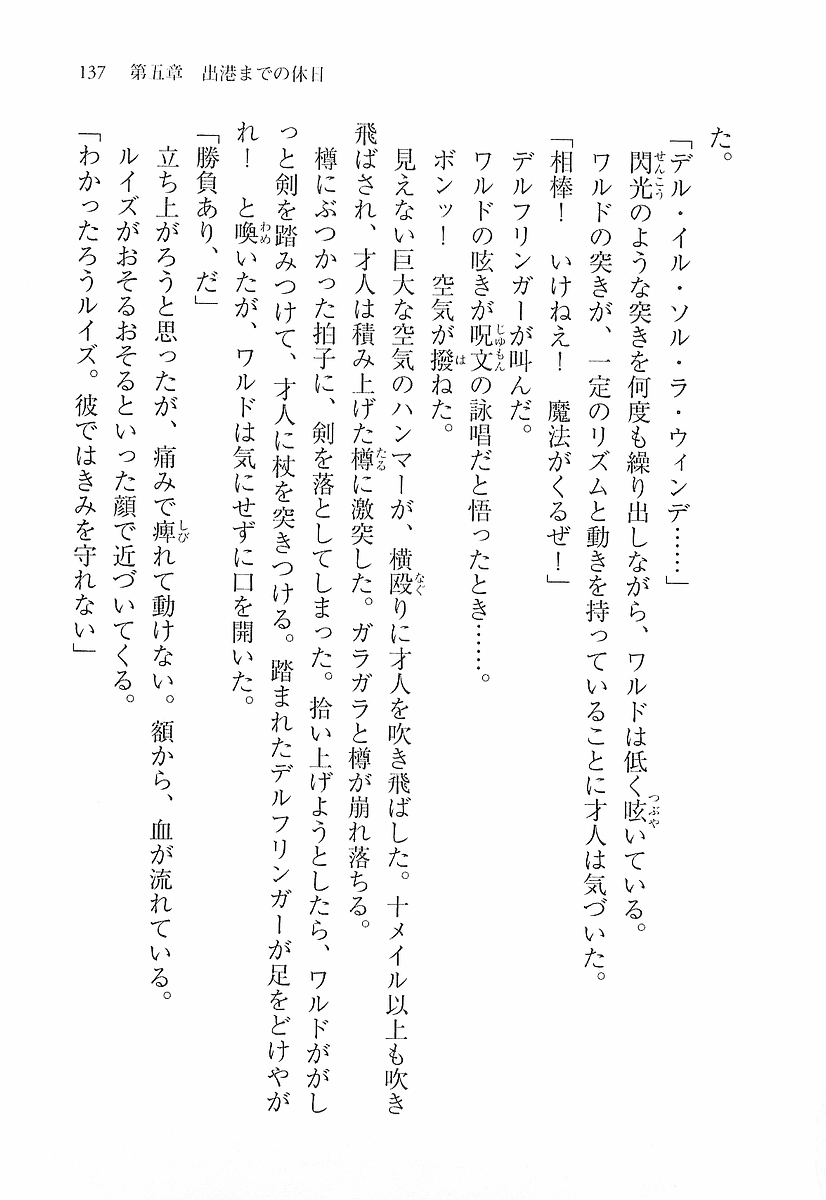 137　第五章　出港までの休日
た。
「デル・イル・ソル・ラ・ウィンデ……」
閃光のような突きを何度も繰り出しながら、ワルドは低く呟いている。
ワルドの突きが、一定のリズムと動きを持っていることに才人は気づいた。
「相棒！　いけねえ！　魔法がくるぜ！」
デルフリンガーが叫んだ。
ワルドの呟きが呪文の詠唱だと悟ったとき……。
ボンッ！　空気が撥ねた。
見えない巨大な空気のハンマーが、横殴りに才人を吹き飛ばした。十メイル以上も吹き
飛ばされ、才人は積み上げた樽に激突した。ガラガラと樽が崩れ落ちる。
樽にぶつかった拍子に、剣を落としてしまった。拾い上げようとしたら、ワルドががし
っと剣を踏みつけて、才人に杖を突きつける。踏まれたデルフリンガーが足をどけやが
れ！　と喚いたが、ワルドは気にせずに口を開いた。
「勝負あり、だ」
立ち上がろうと思ったが、痛みで痺れて動けない。額から、血が流れている。
ルイズがおそるおそるといった顔で近づいてくる。
「わかったろうルイズ。彼ではきみを守れない」